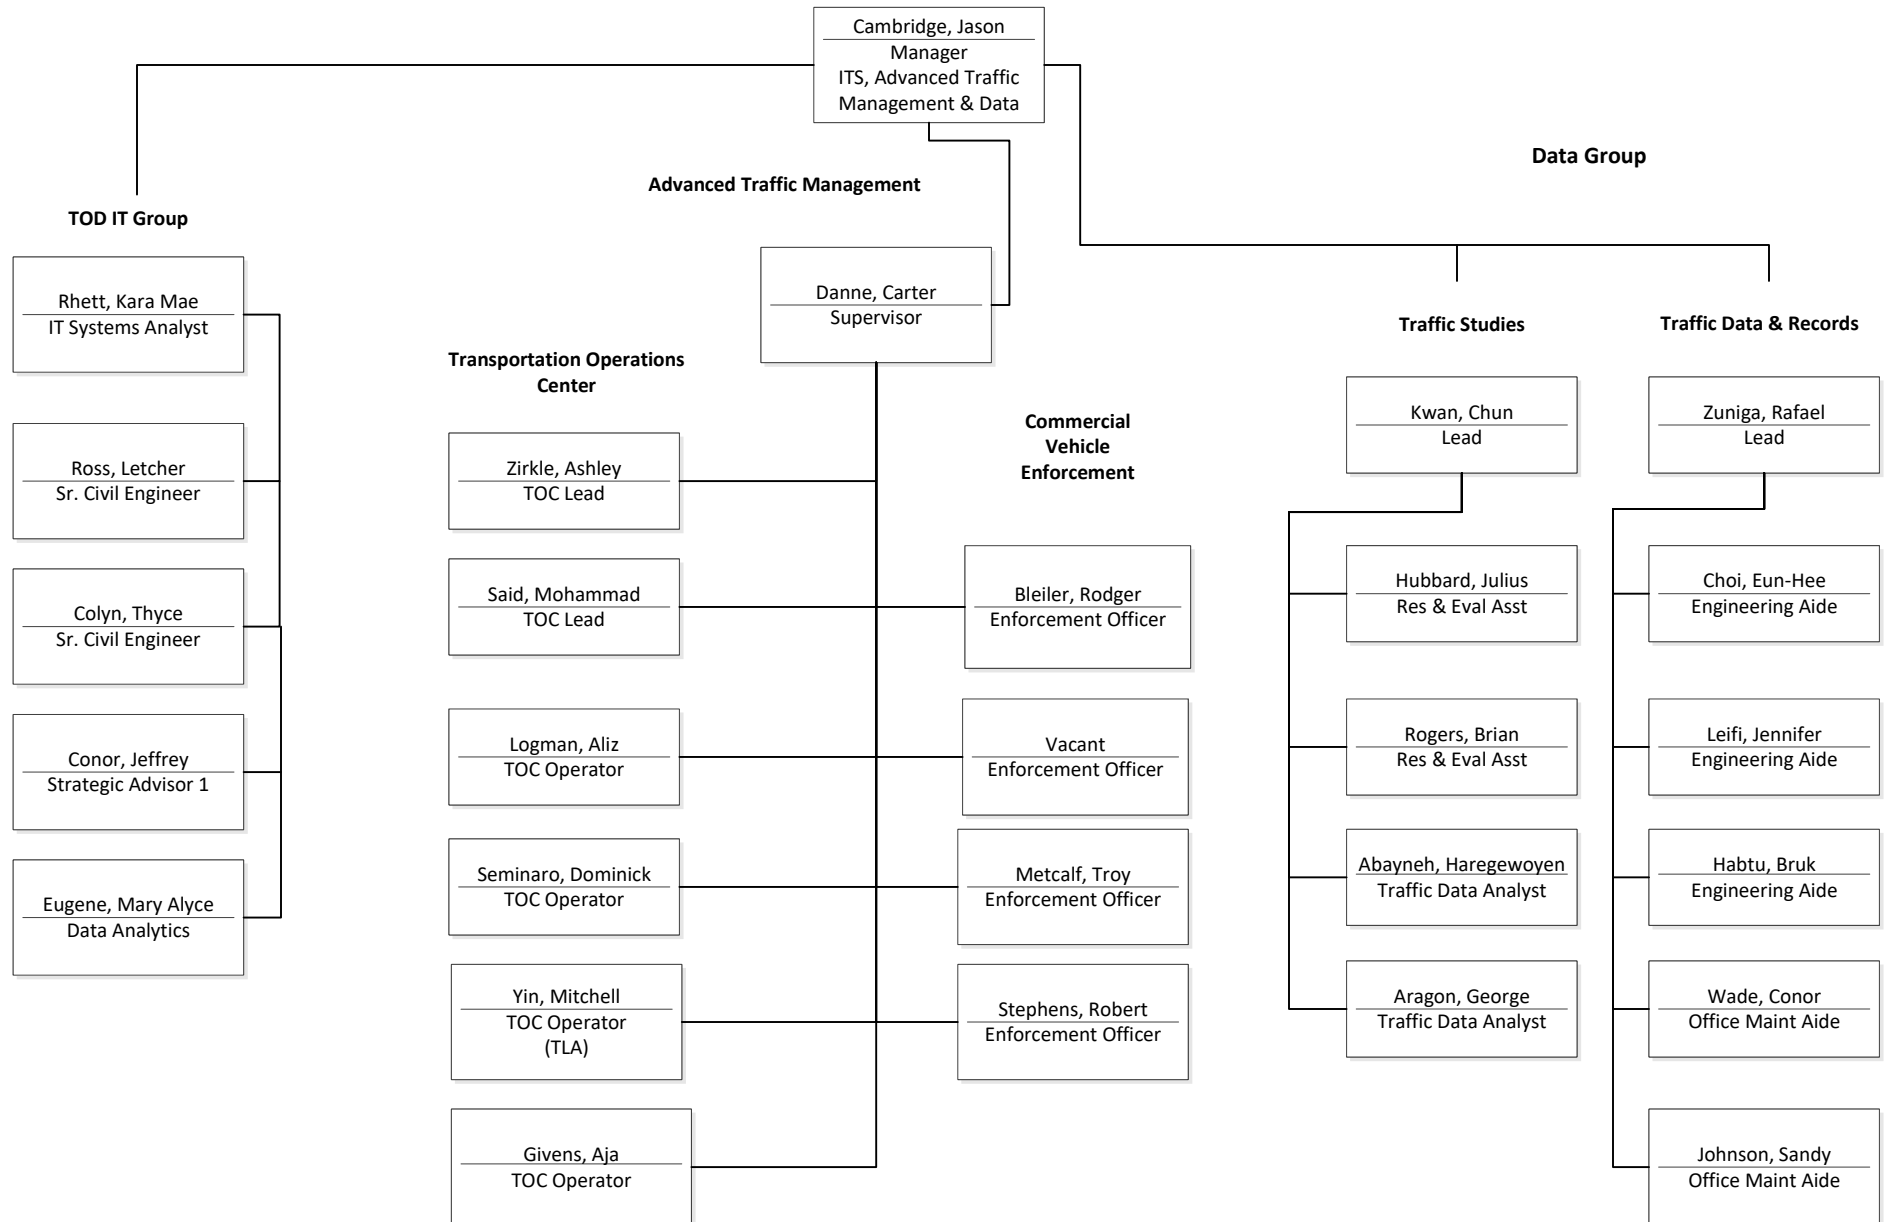 Cambridge, Jason
Manager
ITS, Advanced Traffic
Management & Data
TOD IT Group
Rhett, Kara Mae
IT Systems Analyst
Ross, Letcher
Sr. Civil Engineer
Colyn, Thyce
Sr. Civil Engineer
Conor, Jeffrey
Strategic Advisor 1
Eugene, Mary Alyce
Data Analytics
Advanced Traffic Management
Danne, Carter
Supervisor
Transportation Operations
Center
Zirkle, Ashley
TOC Lead
Said, Mohammad
TOC Lead
Logman, Aliz
TOC Operator
Seminaro, Dominick
TOC Operator
Yin, Mitchell
TOC Operator
(TLA)
Givens, Aja
TOC Operator
Commercial
Vehicle
Enforcement
Bleiler, Rodger
Enforcement Officer
Vacant
Enforcement Officer
Metcalf, Troy
Enforcement Officer
Stephens, Robert
Enforcement Officer
Data Group
Traffic Studies
Kwan, Chun
Lead
Hubbard, Julius
Res & Eval Asst
Rogers, Brian
Res & Eval Asst
Abayneh, Haregewoyen
Traffic Data Analyst
Aragon, George
Traffic Data Analyst
Traffic Data & Records
Zuniga, Rafael
Lead
Choi, Eun-Hee
Engineering Aide
Leifi, Jennifer
Engineering Aide
Habtu, Bruk
Engineering Aide
Wade, Conor
Office Maint Aide
Johnson, Sandy
Office Maint Aide